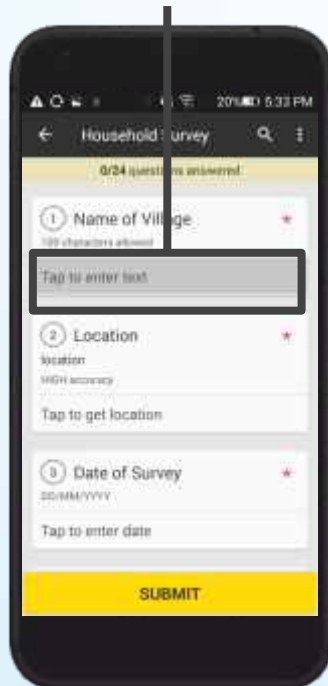 20% 5:33 PM
Household Survey
0/24 questions answered
1 Name of Village *
100 characters allowed
Tap to enter text
2 Location *
location
HIGH accuracy
Tap to get location
3 Date of Survey *
DD/MM/YYYY
Tap to enter date
SUBMIT